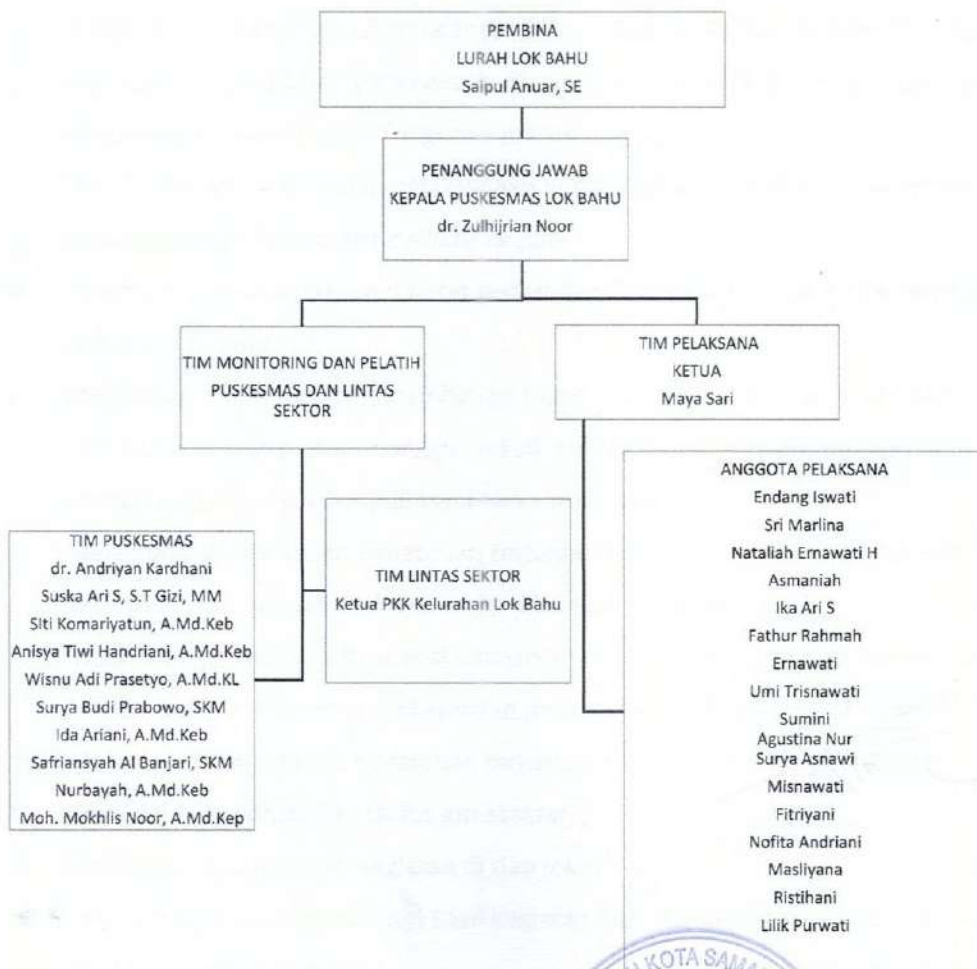 PEMBINA
LURAH LOK BAHU
Saipul Anuar, SE
PENANGGUNG JAWAB
KEPALA PUSKESMAS LOK BAHU
dr. Zulhijrian Noor
TIM MONITORING DAN PELATIH
PUSKESMAS DAN LINTAS
SEKTOR
TIM PELAKSANA
KETUA
Maya Sari
TIM PUSKESMAS
dr. Andriyan Kardhani
Suska Ari S, S.T Gizi, MM
Siti Komariyatun, A.Md.Keb
Anisya Tiwi Handriani, A.Md.Keb
Wisnu Adi Prasetyo, A.Md.KL
Surya Budi Prabowo, SKM
Ida Ariani, A.Md.Keb
Safriansyah Al Banjari, SKM
Nurbayah, A.Md.Keb
Moh. Mokhlis Noor, A.Md.Kep
TIM LINTAS SEKTOR
Ketua PKK Kelurahan Lok Bahu
ANGGOTA PELAKSANA
Endang Iswati
Sri Marlina
Nataliah Ernawati H
Asmaniah
Ika Ari S
Fathur Rahmah
Ernawati
Umi Trisnawati
Sumini
Agustina Nur
Surya Asnawi
Misnawati
Fitriyani
Nofita Andriani
Masliyana
Ristihani
Lilik Purwati
KOTA